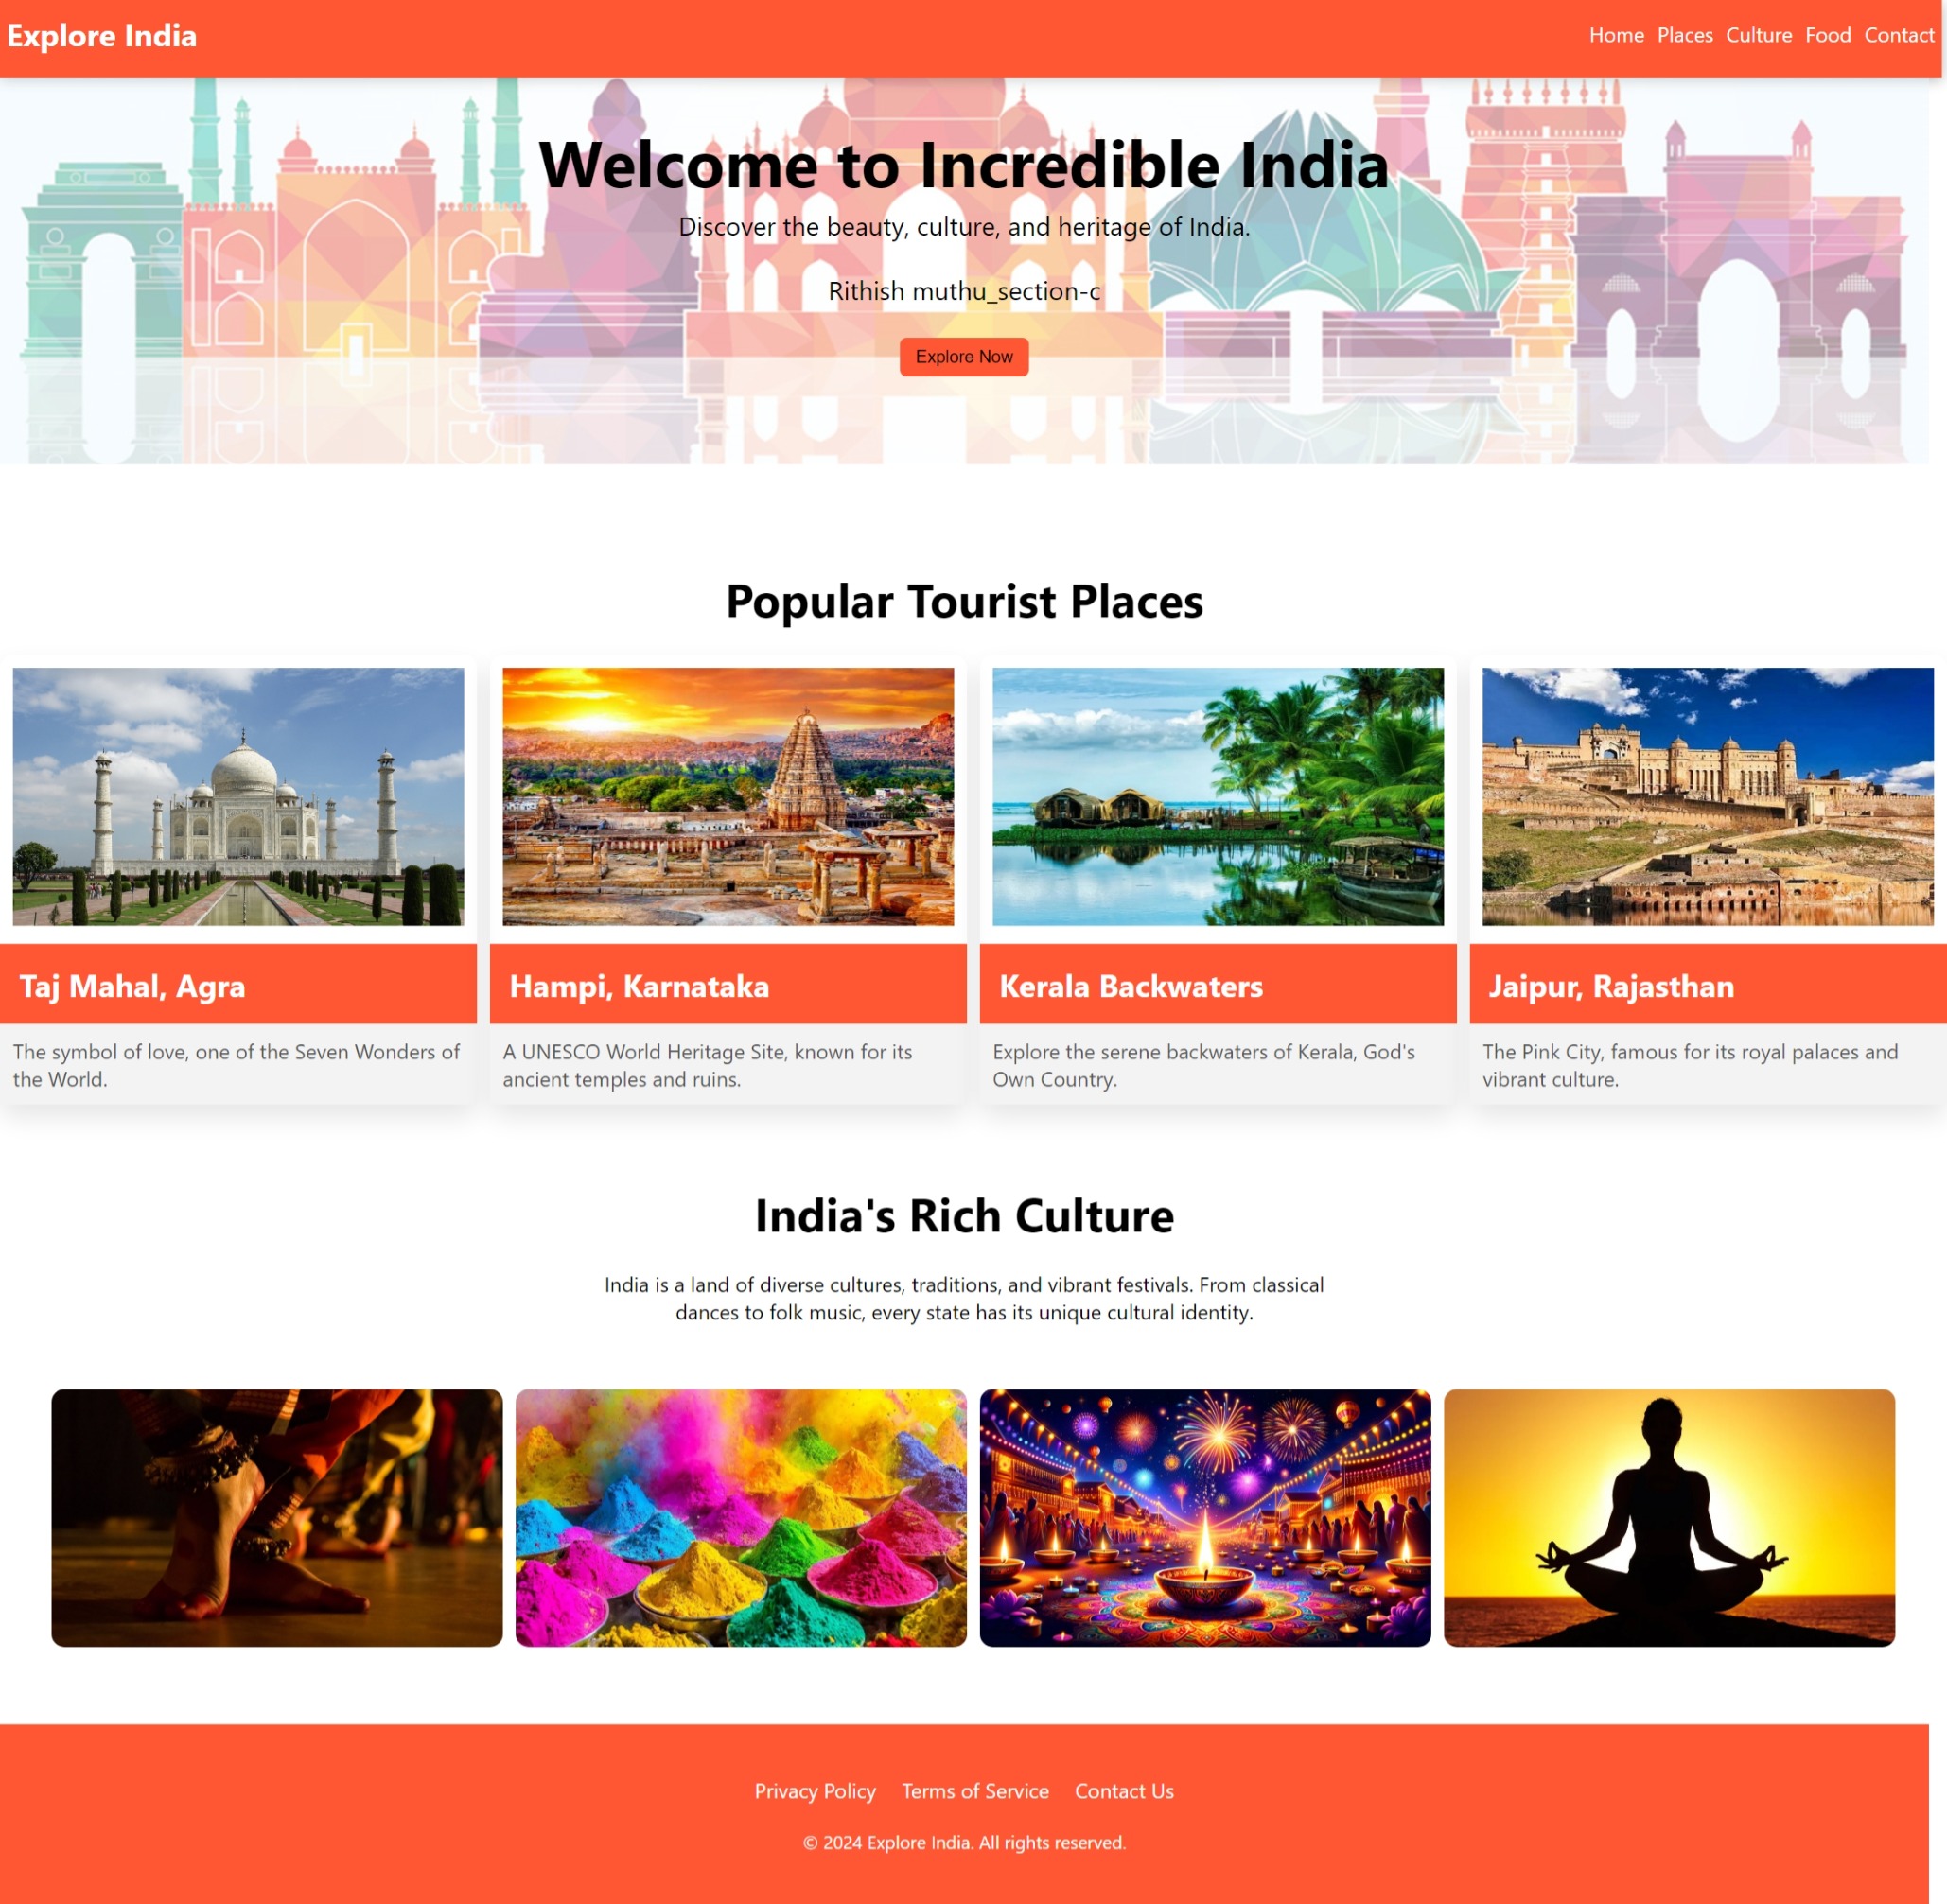 Explore India
Home Places Culture Food Contact
Welcome to Incredible India
Discover the beauty, culture, and heritage of India.
Rithish muthu_section-c
Explore Now
Popular Tourist Places
Taj Mahal, Agra
The symbol of love, one of the Seven Wonders of
the World.
Hampi, Karnataka
A UNESCO World Heritage Site, known for its
ancient temples and ruins.
Kerala Backwaters
Explore the serene backwaters of Kerala, God's
Own Country.
Jaipur, Rajasthan
The Pink City, famous for its royal palaces and
vibrant culture.
India's Rich Culture
India is a land of diverse cultures, traditions, and vibrant festivals. From classical
dances to folk music, every state has its unique cultural identity.
Privacy Policy Terms of Service Contact Us
© 2024 Explore India. All rights reserved.